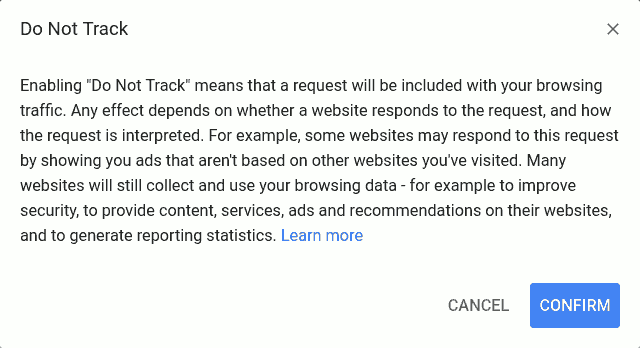 Do Not Track
Enabling "Do Not Track" means that a request will be included with your browsing
traffic. Any effect depends on whether a website responds to the request, and how
the request is interpreted. For example, some websites may respond to this request
by showing you ads that aren't based on other websites you've visited. Many
websites will still collect and use your browsing data - for example to improve
security, to provide content, services, ads and recommendations on their websites,
and to generate reporting statistics. Learn more
CANCEL CONFIRM